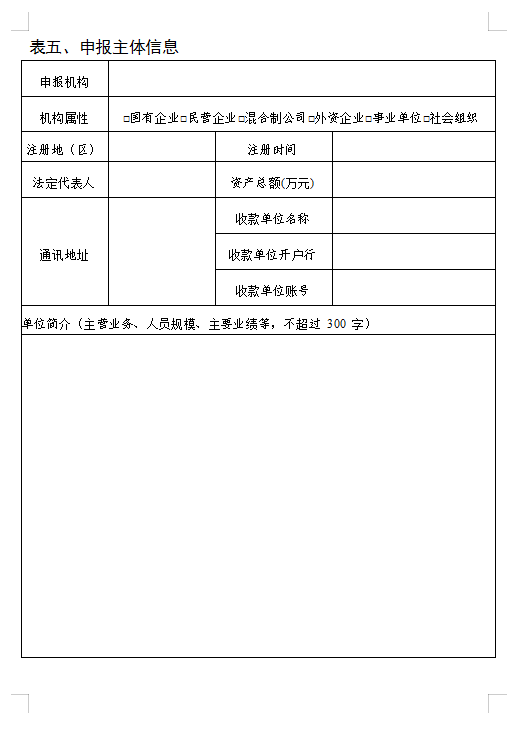 表五、申报主体信息
申报机构
机构属性 □国有企业□民营企业□混合制公司□外资企业□事业单位□社会组织
注册地（区） 注册时间
法定代表人 资产总额(万元)
通讯地址 收款单位名称
收款单位开户行
收款单位账号
单位简介（主营业务、人员规模、主要业绩等，不超过 300 字）